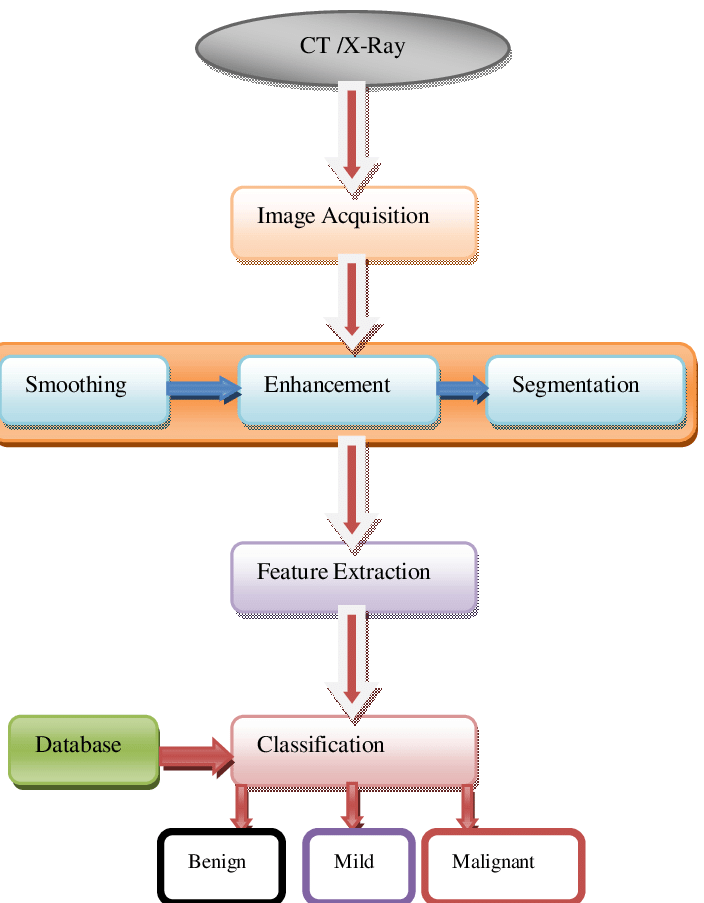 CT /X-Ray
Image Acquisition
Smoothing
Enhancement
Segmentation
Feature Extraction
Database
Classification
Benign
Mild
Malignant